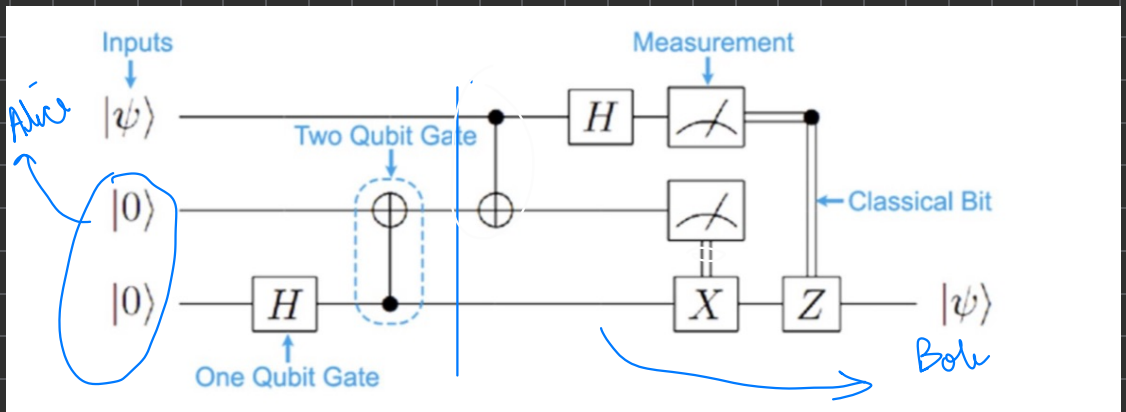 Inputs
Measurement
Alice
|ψ⟩
Two Qubit Gate
H
|0⟩
Classical Bit
|0⟩
H
X
Z
|ψ⟩
One Qubit Gate
Bob